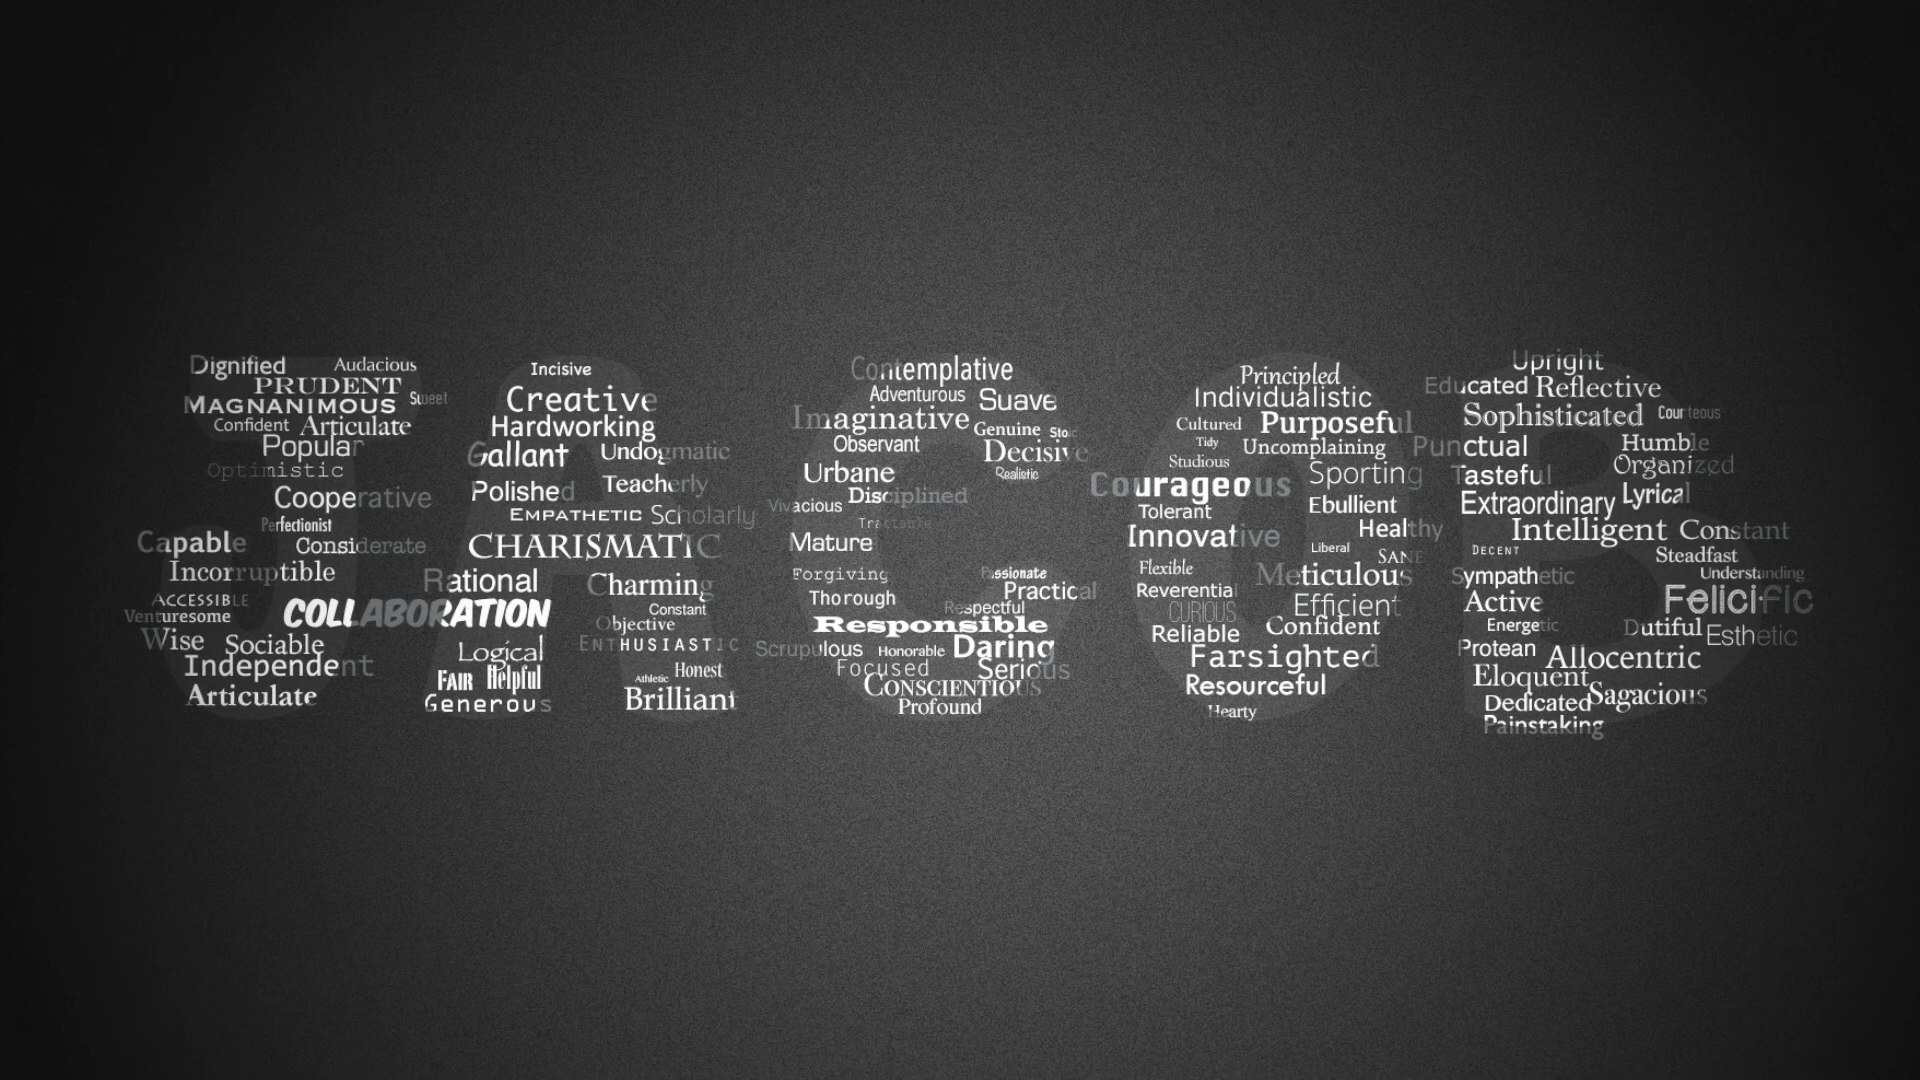 JACOB
Dignified Audacious
PRUDENT
MAGNANIMOUS Sweet
Confident Articulate
Popular
Optimistic
Cooperative
Perfectionist
Capable Considerate
Incorruptible
ACCESSIBLE
Venturesome COLLABORATION
Wise Sociable
Independent
Articulate
Incisive
Creative
Hardworking
Gallant Undogmatic
Polished Teacherly
EMPATHETIC Scholarly
CHARISMATIC
Rational Charming
Constant
Objective
Logical ENTHUSIASTIC
FAIR Helpful Athletic Honest
Generous Brilliant
Contemplative
Adventurous Suave
Imaginative Genuine
Observant Decisive
Urbane Realistic
Vivacious Disciplined
Mature
Forgiving Passionate
Thorough Practical
Respectful
Responsible
Scrupulous Honorable Daring
Focused Serious
CONSCIENTIOUS
Profound
Principled
Individualistic
Cultured Purposeful
Tidy Uncomplaining
Studious Sporting
Courageous Ebullient
Tolerant
Innovative Healthy
Liberal SANE
Flexible Meticulous
Reverential Efficient
CURIOUS Confident
Reliable
Farsighted
Resourceful
Hearty
Upright
Educated Reflective
Sophisticated Courteous
Punctual Humble
Tasteful Organized
Extraordinary Lyrical
Intelligent Constant
DECENT Steadfast
Sympathetic Understanding
Active Felicific
Energetic Dutiful Esthetic
Protean Allocentric
Eloquent Sagacious
Dedicated
Painstaking